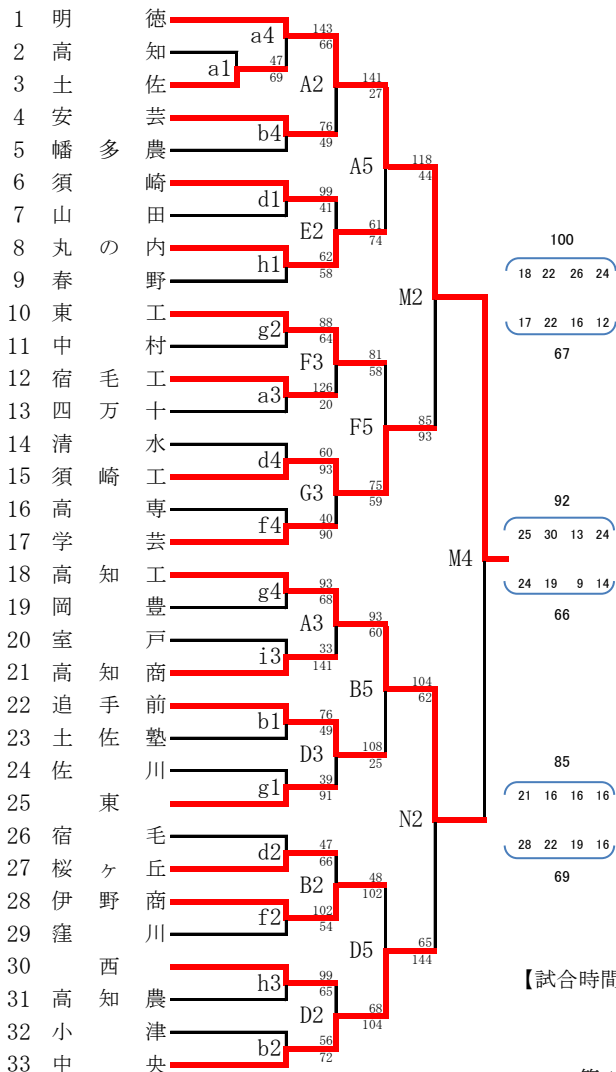 1 明 徳
a4 143 66
2 高 知
a1 47 69
3 土 佐
A2 141 27
4 安 芸
b4 76 49
5 幡 多 農
A5 118 44
6 須 崎
d1 99 41
7 山 田
E2 61 74
8 丸 の 内
h1 62 58
9 春 野
M2
100
18 22 26 24
17 22 16 12
67
10 東 工
g2 88 64
11 中 村
F3 81 58
12 宿 毛 工
a3 126 20
13 四 万 十
F5 85 93
14 清 水
d4 60 93
15 須 崎 工
G3 75 59
16 高 専
f4 40 90
17 学 芸
M4
92
25 30 13 24
24 19 9 14
66
18 高 知 工
g4 93 68
19 岡 豊
A3 93 60
20 室 戸
i3 33 141
21 高 知 商
B5 104 62
22 追 手 前
b1 76 49
23 土 佐 塾
D3 108 25
24 佐 川
g1 39 91
25 東
N2
85
21 16 16 16
28 22 19 16
69
26 宿 毛
d2 47 66
27 桜 ヶ 丘
B2 48 102
28 伊 野 商
f2 102 54
29 窪 川
D5 65 144
30 西
h3 99 65
31 高 知 農
D2 68 104
32 小 津
b2 56 72
33 中 央
【試合時間